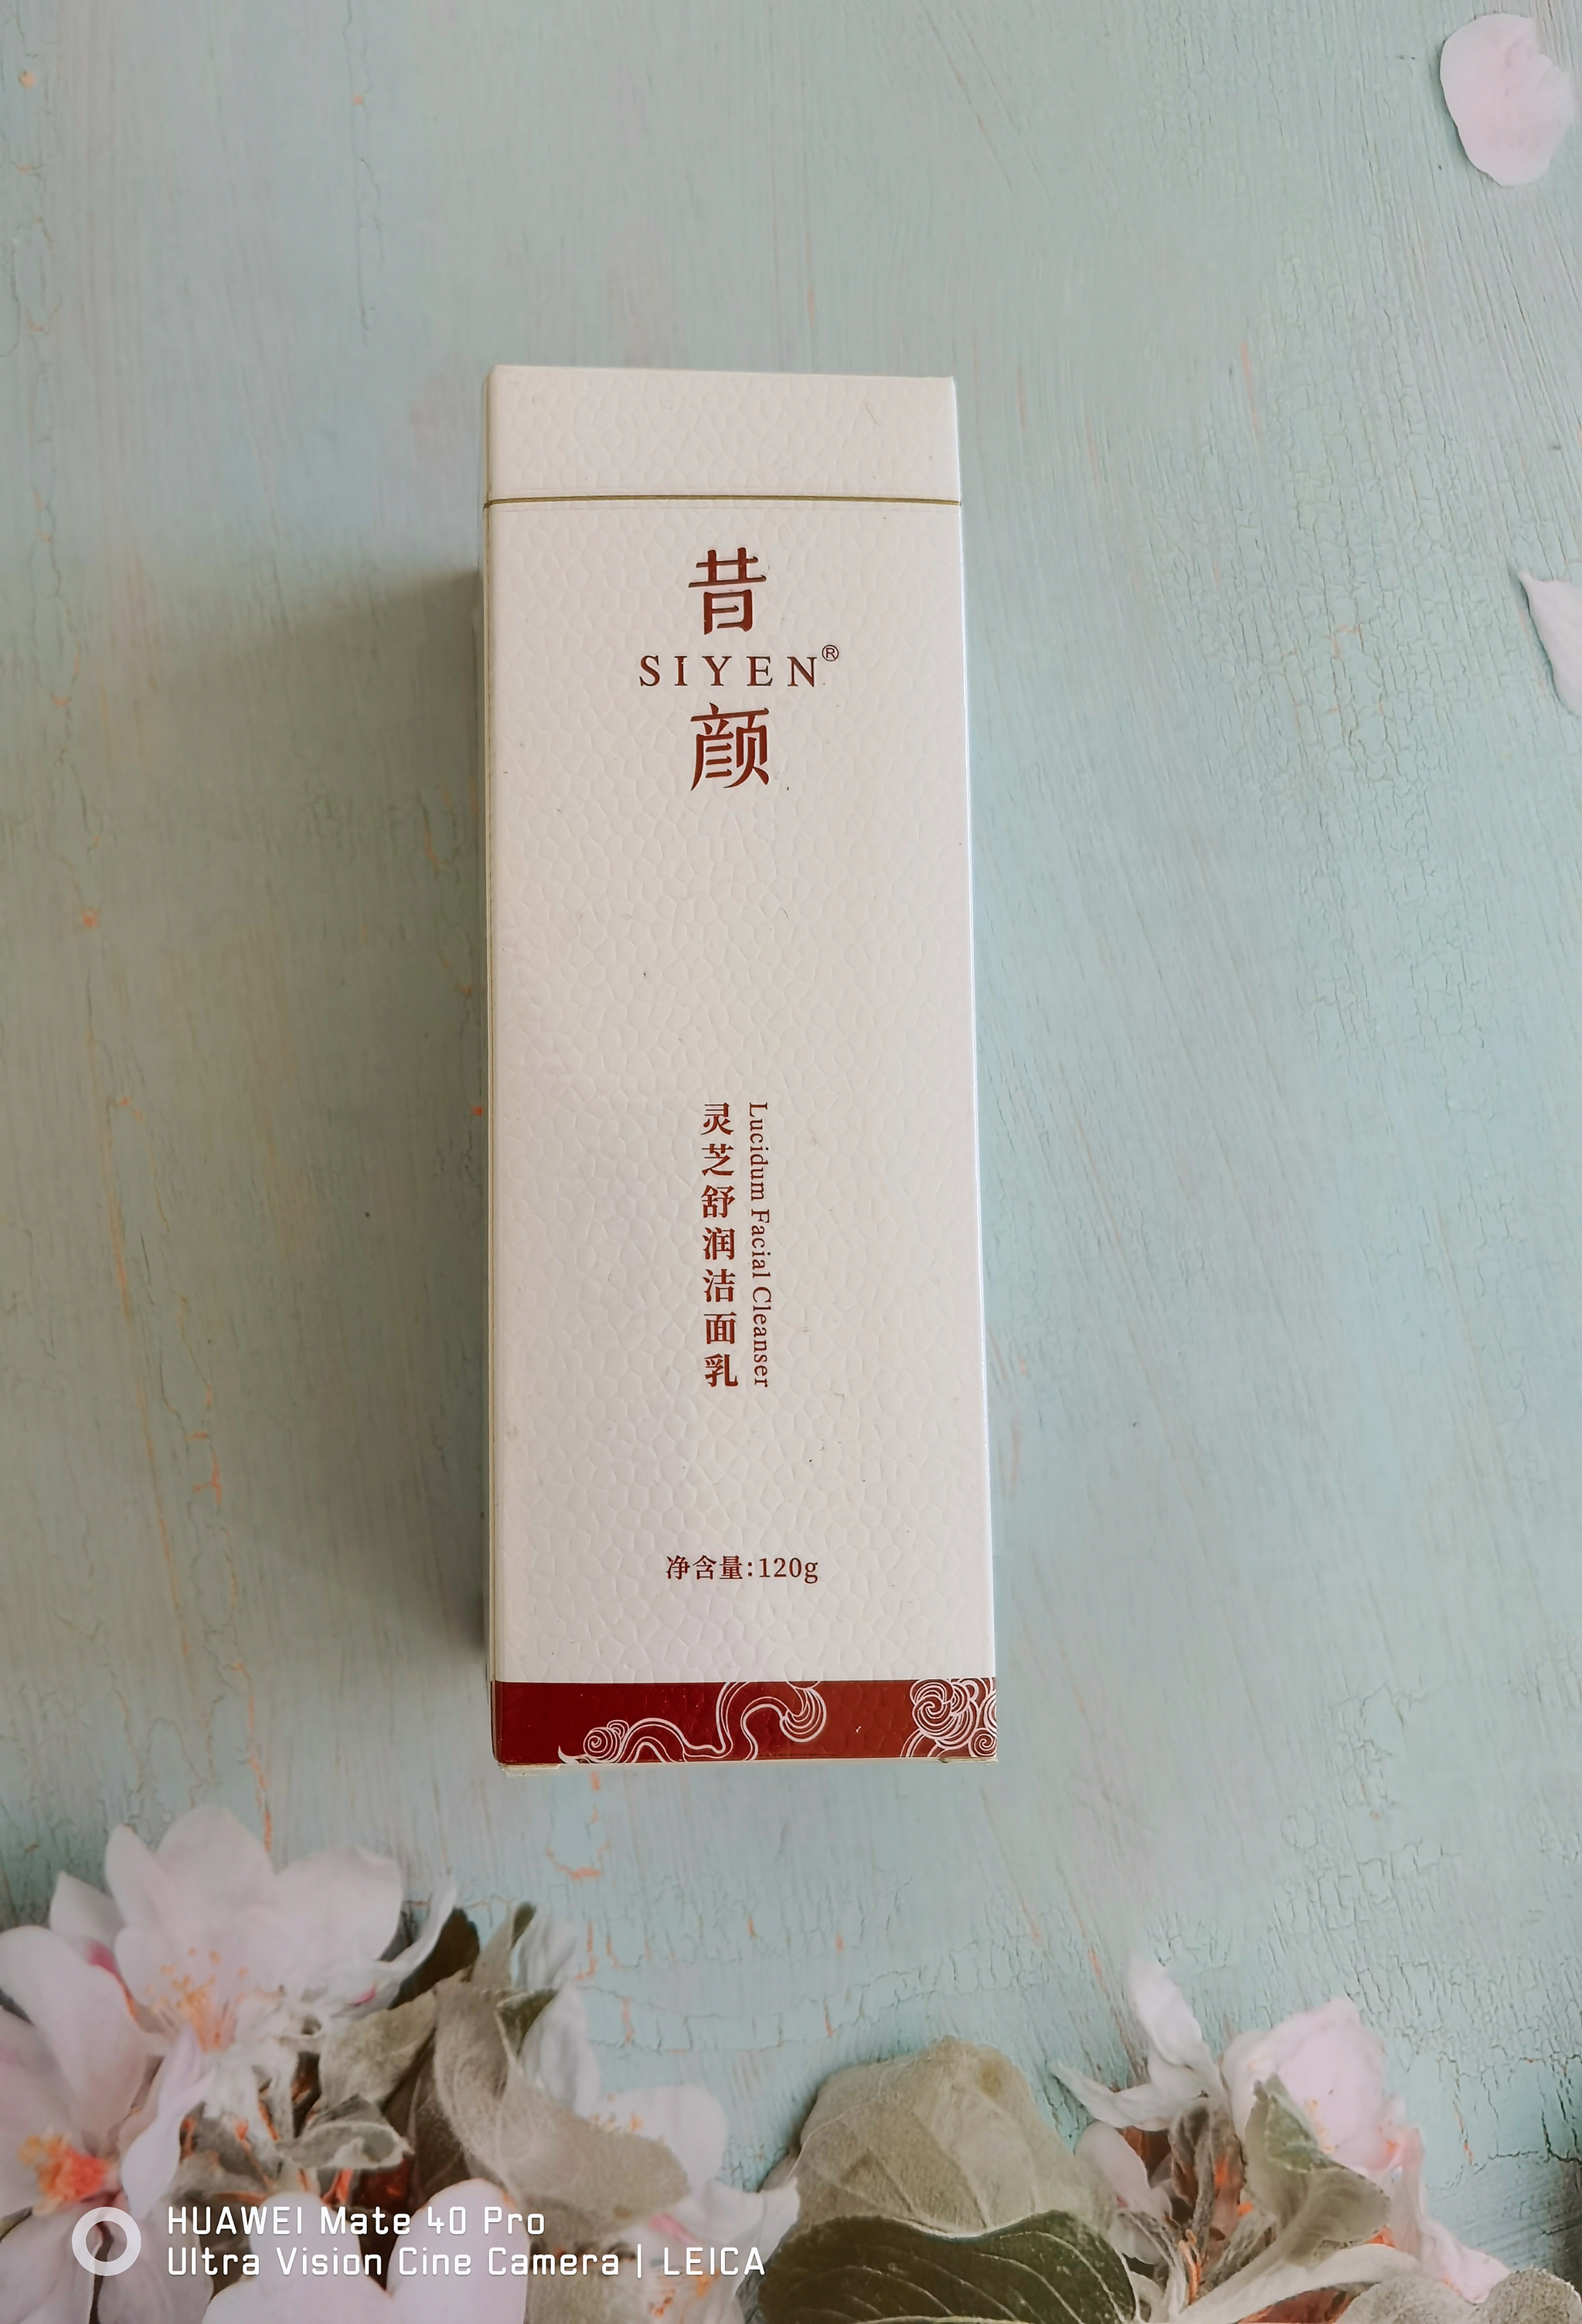 昔
SIYEN®
颜
灵芝舒润洁面乳
Lucidum Facial Cleanser
净含量:120g
HUAWEI Mate 40 Pro
Ultra Vision Cine Camera | LEICA